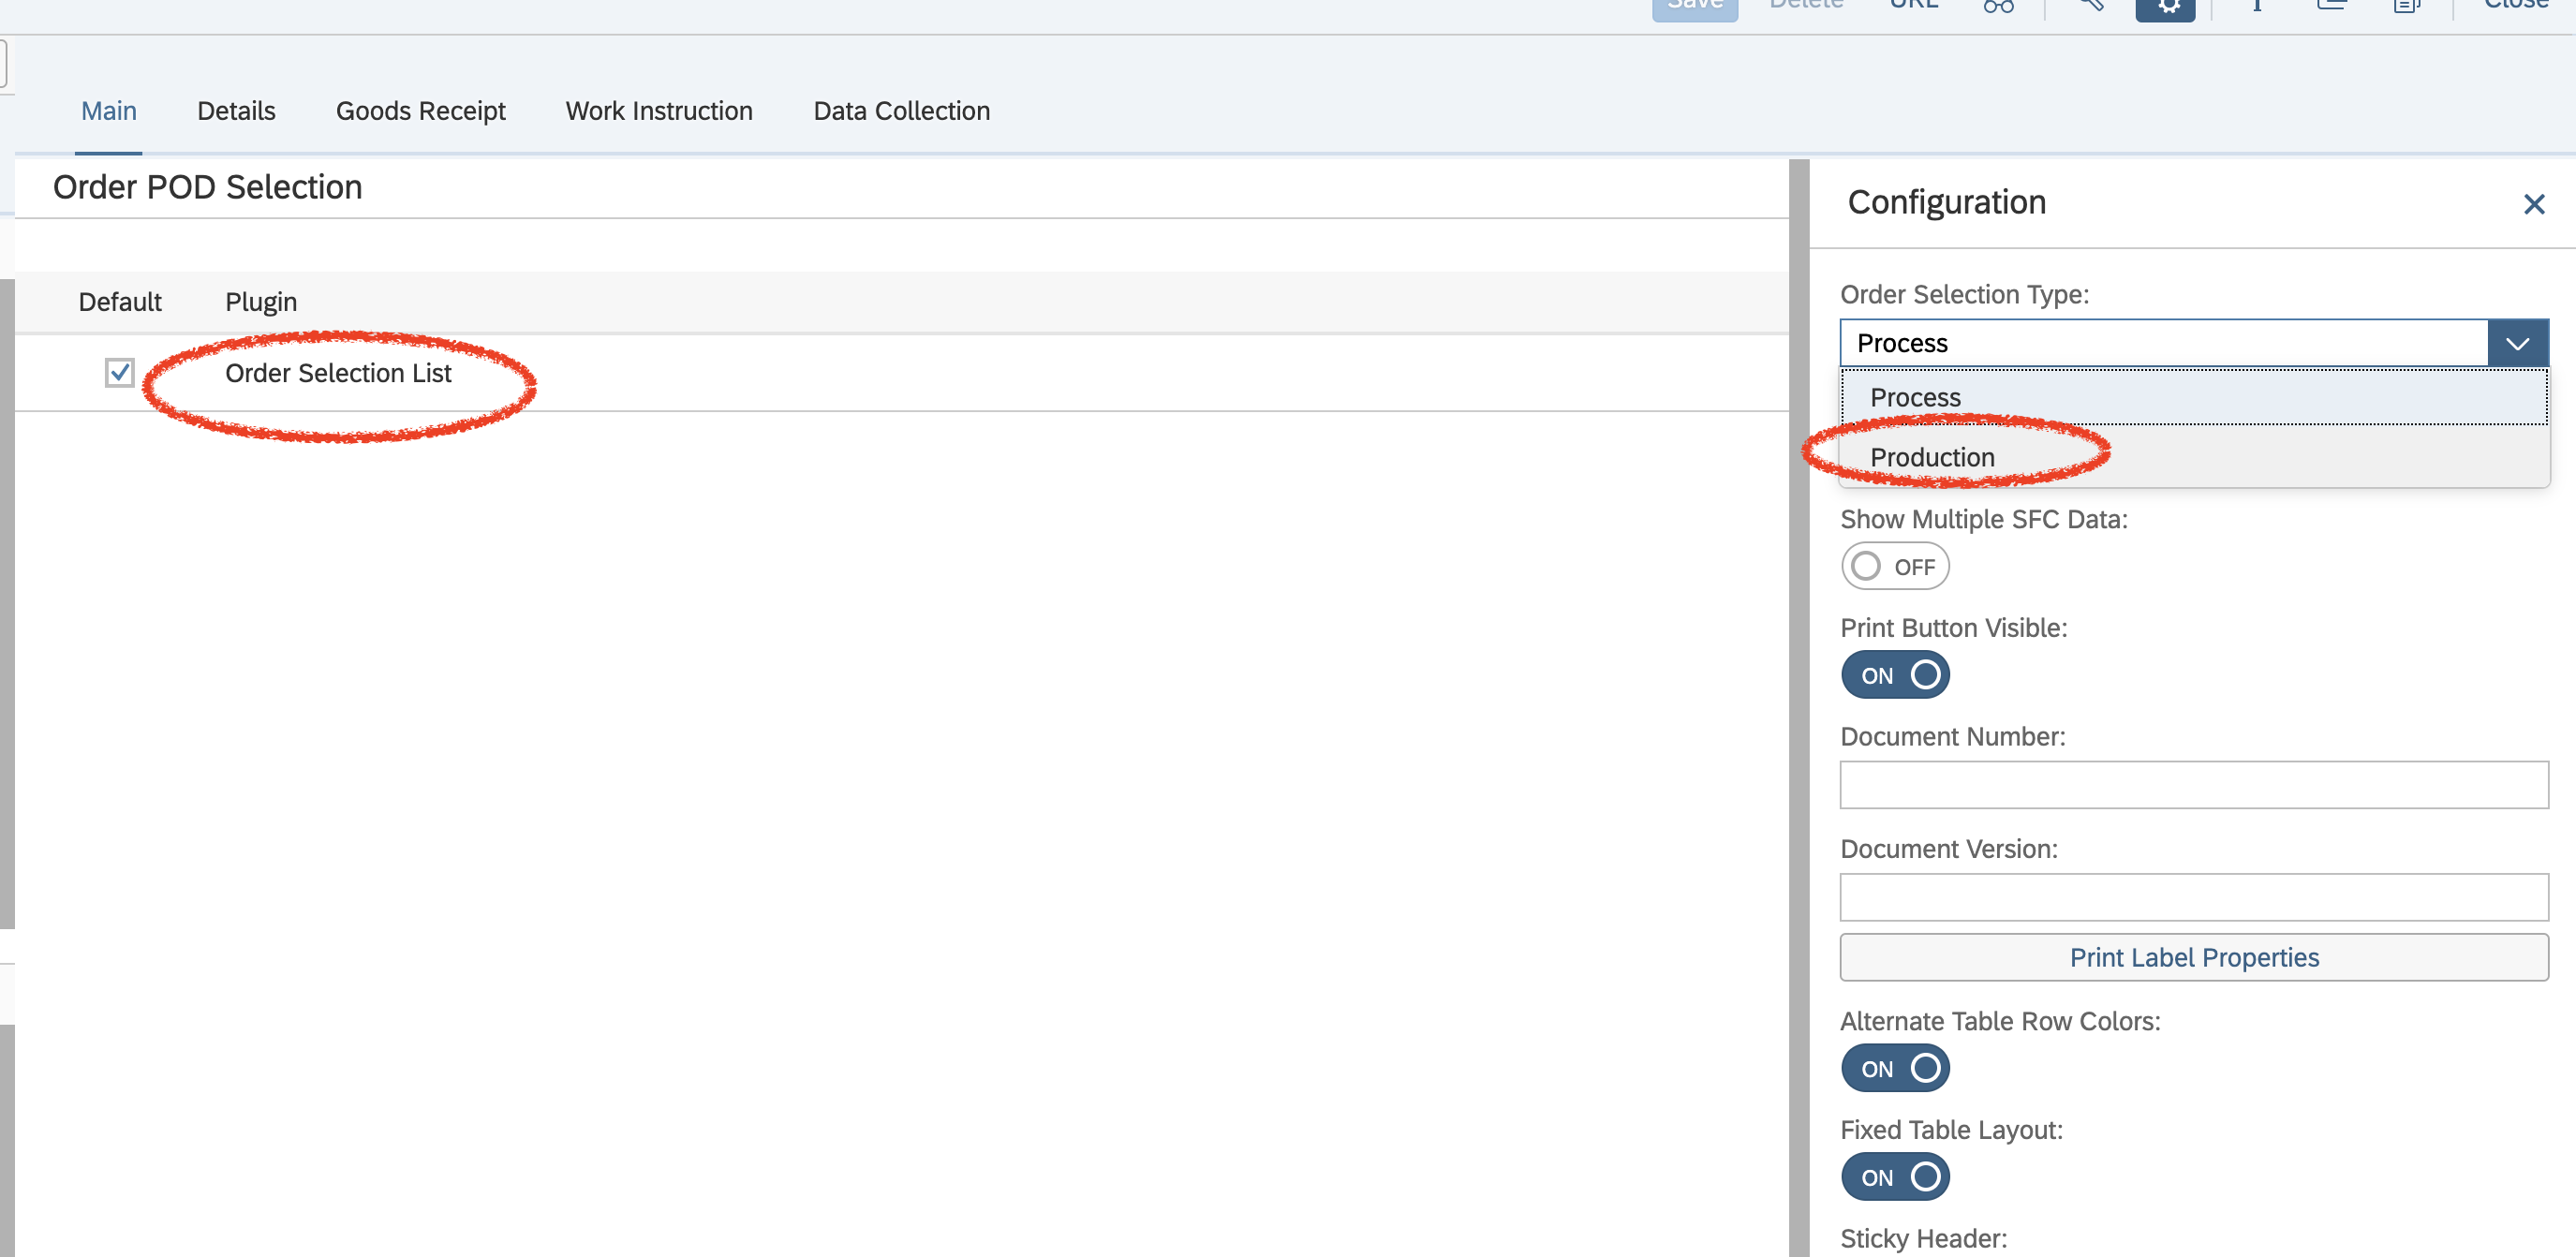 Save Delete URL Close
Main Details Goods Receipt Work Instruction Data Collection
Order POD Selection
Default Plugin
Order Selection List
Configuration
Order Selection Type:
Process
Process
Production
Show Multiple SFC Data:
OFF
Print Button Visible:
ON
Document Number:
Document Version:
Print Label Properties
Alternate Table Row Colors:
ON
Fixed Table Layout:
ON
Sticky Header: